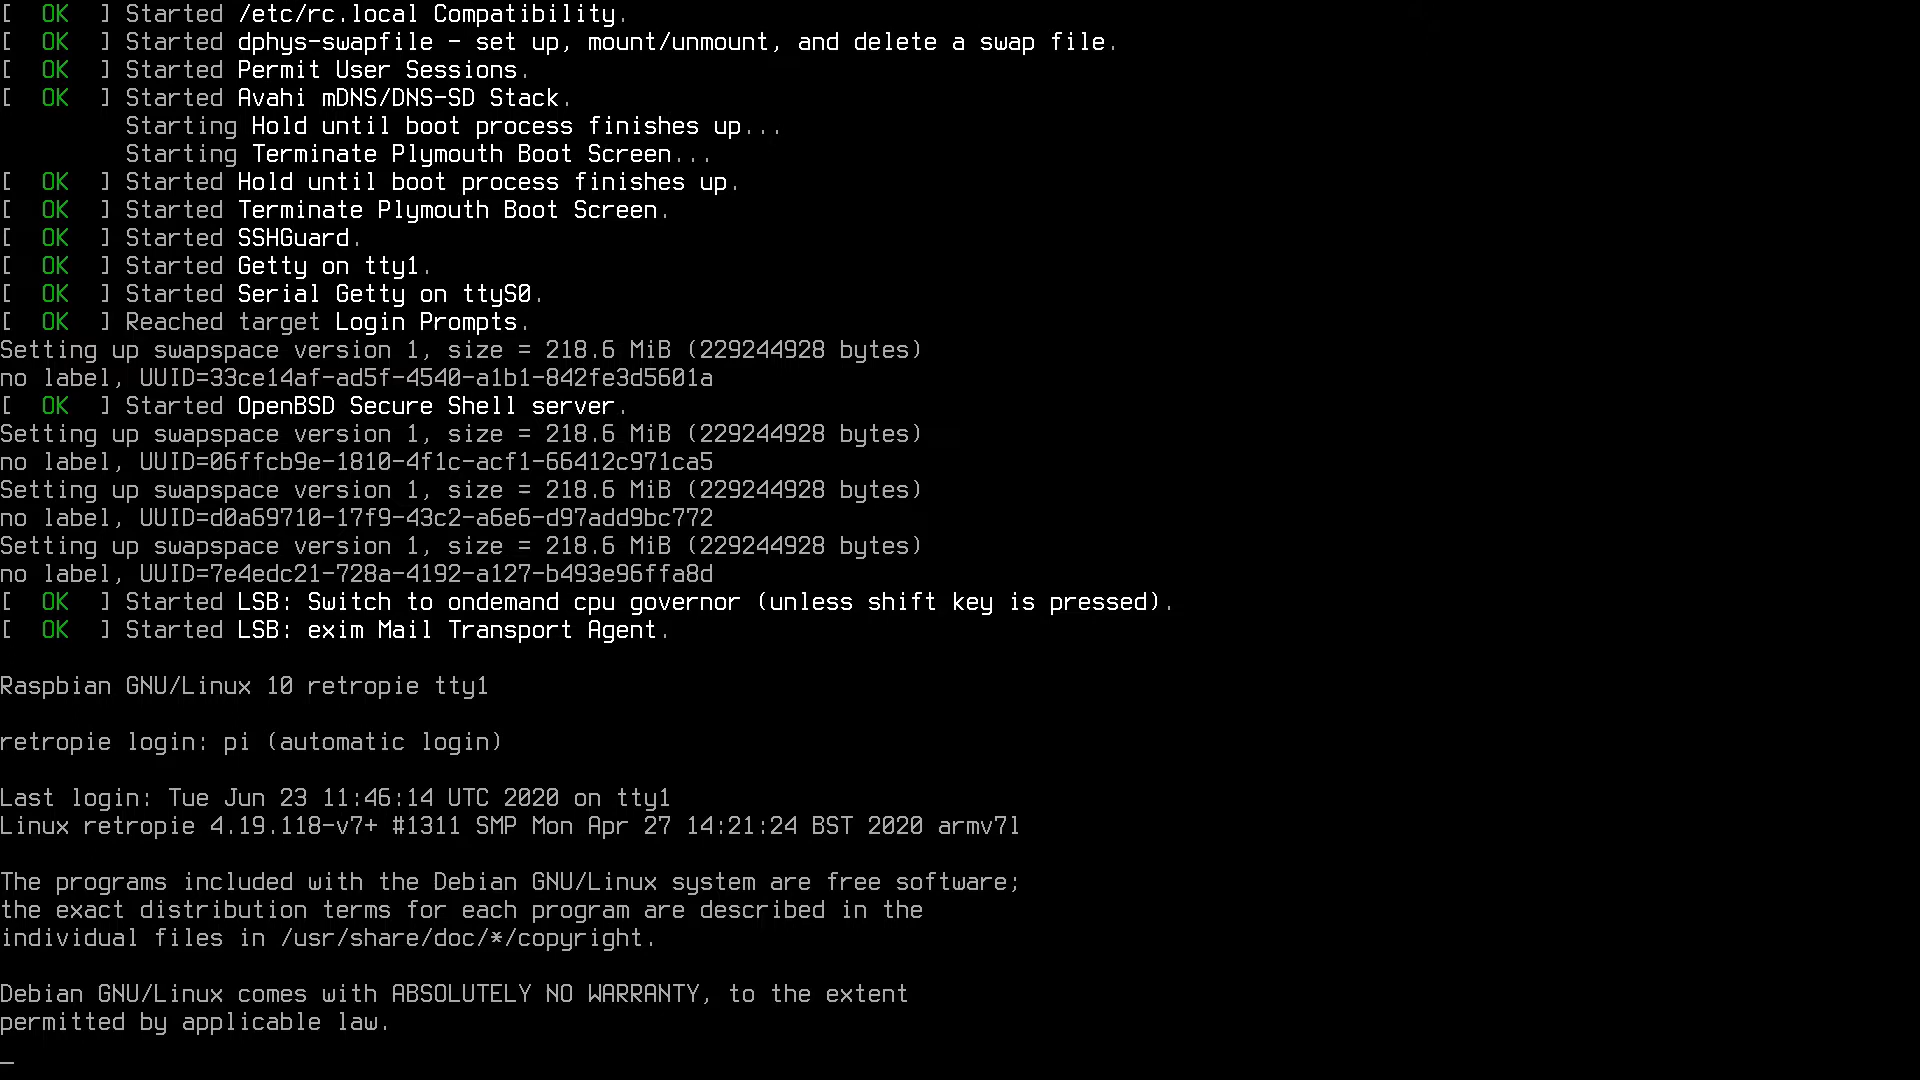 [  OK  ] Started /etc/rc.local Compatibility.
[  OK  ] Started dphys-swapfile – set up, mount/unmount, and delete a swap file.
[  OK  ] Started Permit User Sessions.
[  OK  ] Started Avahi mDNS/DNS-SD Stack.
         Starting Hold until boot process finishes up...
         Starting Terminate Plymouth Boot Screen...
[  OK  ] Started Hold until boot process finishes up.
[  OK  ] Started Terminate Plymouth Boot Screen.
[  OK  ] Started SSHGuard.
[  OK  ] Started Getty on tty1.
[  OK  ] Started Serial Getty on ttyS0.
[  OK  ] Reached target Login Prompts.
Setting up swapspace version 1, size = 218.6 MiB (229244928 bytes)
no label, UUID=33ce14af-ad5f-4540-a1b1-842fe3d5601a
[  OK  ] Started OpenBSD Secure Shell server.
Setting up swapspace version 1, size = 218.6 MiB (229244928 bytes)
no label, UUID=06ffcb9e-1810-4f1c-acf1-66412c971ca5
Setting up swapspace version 1, size = 218.6 MiB (229244928 bytes)
no label, UUID=d0a69710-17f9-43c2-a6e6-d97add9bc772
Setting up swapspace version 1, size = 218.6 MiB (229244928 bytes)
no label, UUID=7e4edc21-728a-4192-a127-b493e96ffa8d
[  OK  ] Started LSB: Switch to ondemand cpu governor (unless shift key is pressed).
[  OK  ] Started LSB: exim Mail Transport Agent.

Raspbian GNU/Linux 10 retropie tty1

retropie login: pi (automatic login)

Last login: Tue Jun 23 11:46:14 UTC 2020 on tty1
Linux retropie 4.19.118-v7+ #1311 SMP Mon Apr 27 14:21:24 BST 2020 armv7l

The programs included with the Debian GNU/Linux system are free software;
the exact distribution terms for each program are described in the
individual files in /usr/share/doc/*/copyright.

Debian GNU/Linux comes with ABSOLUTELY NO WARRANTY, to the extent
permitted by applicable law.
_